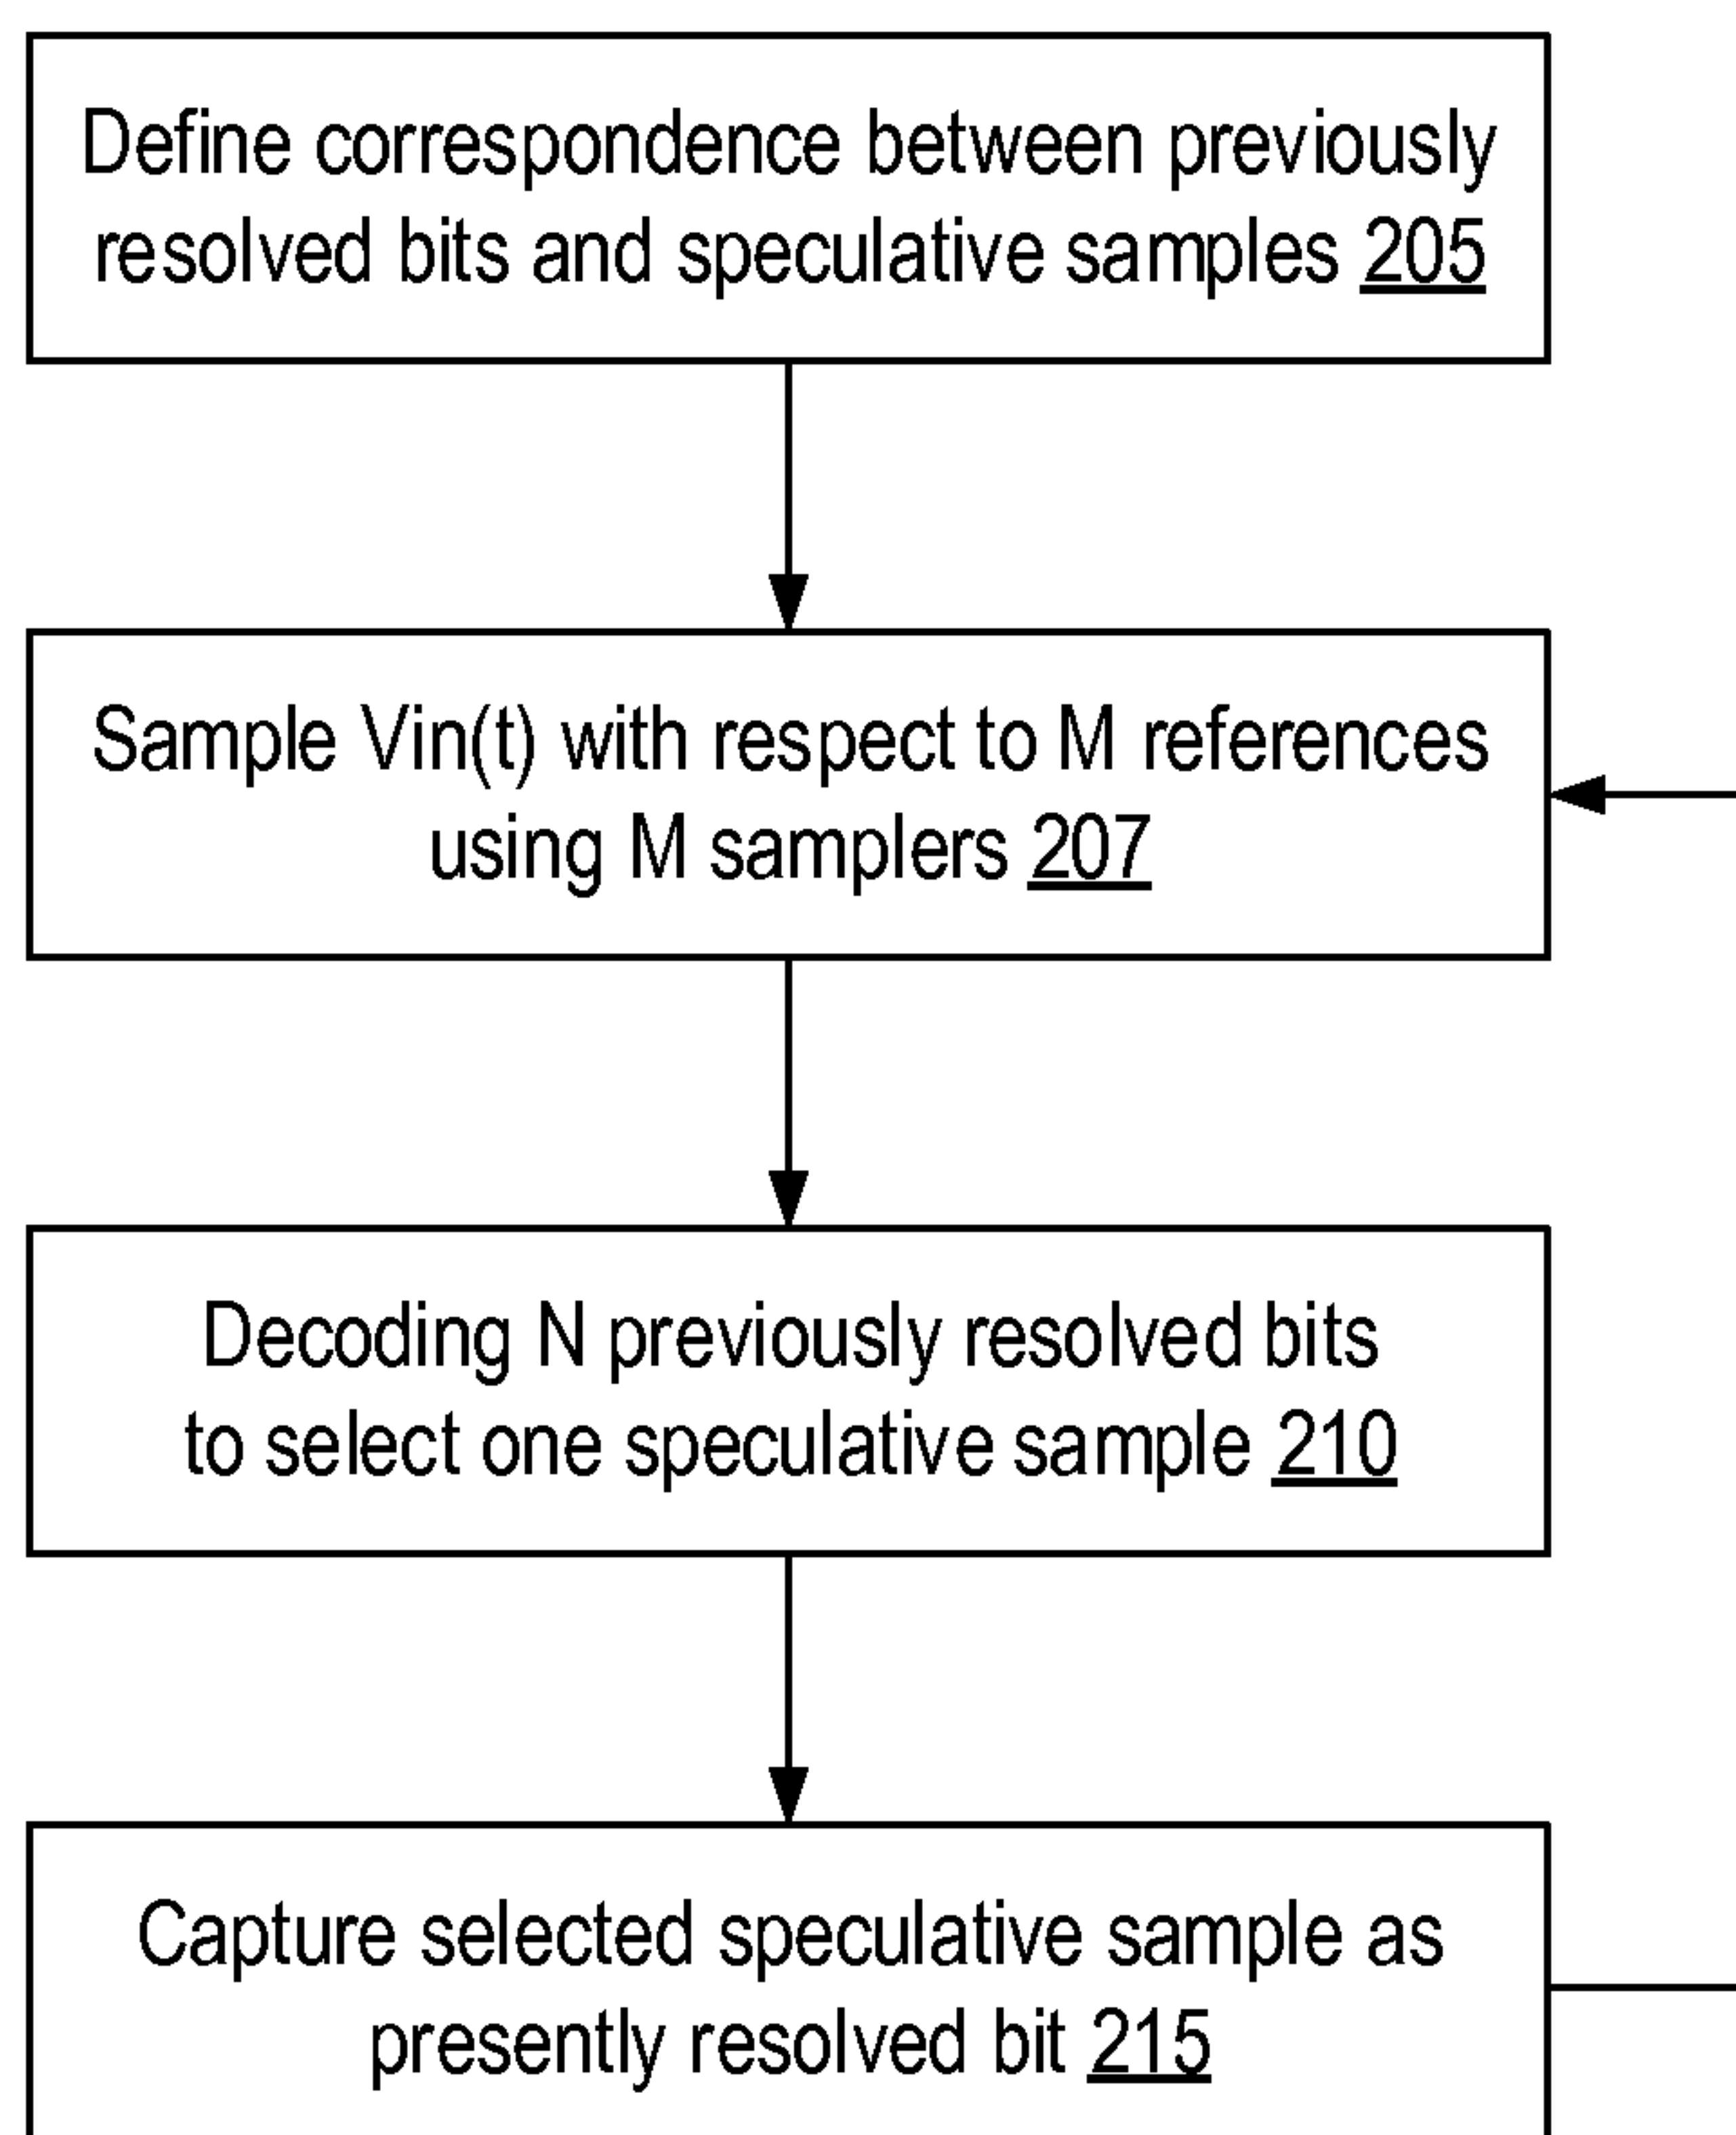 Define correspondence between previously
resolved bits and speculative samples 205
Sample Vin(t) with respect to M references
using M samplers 207
Decoding N previously resolved bits
to select one speculative sample 210
Capture selected speculative sample as
presently resolved bit 215